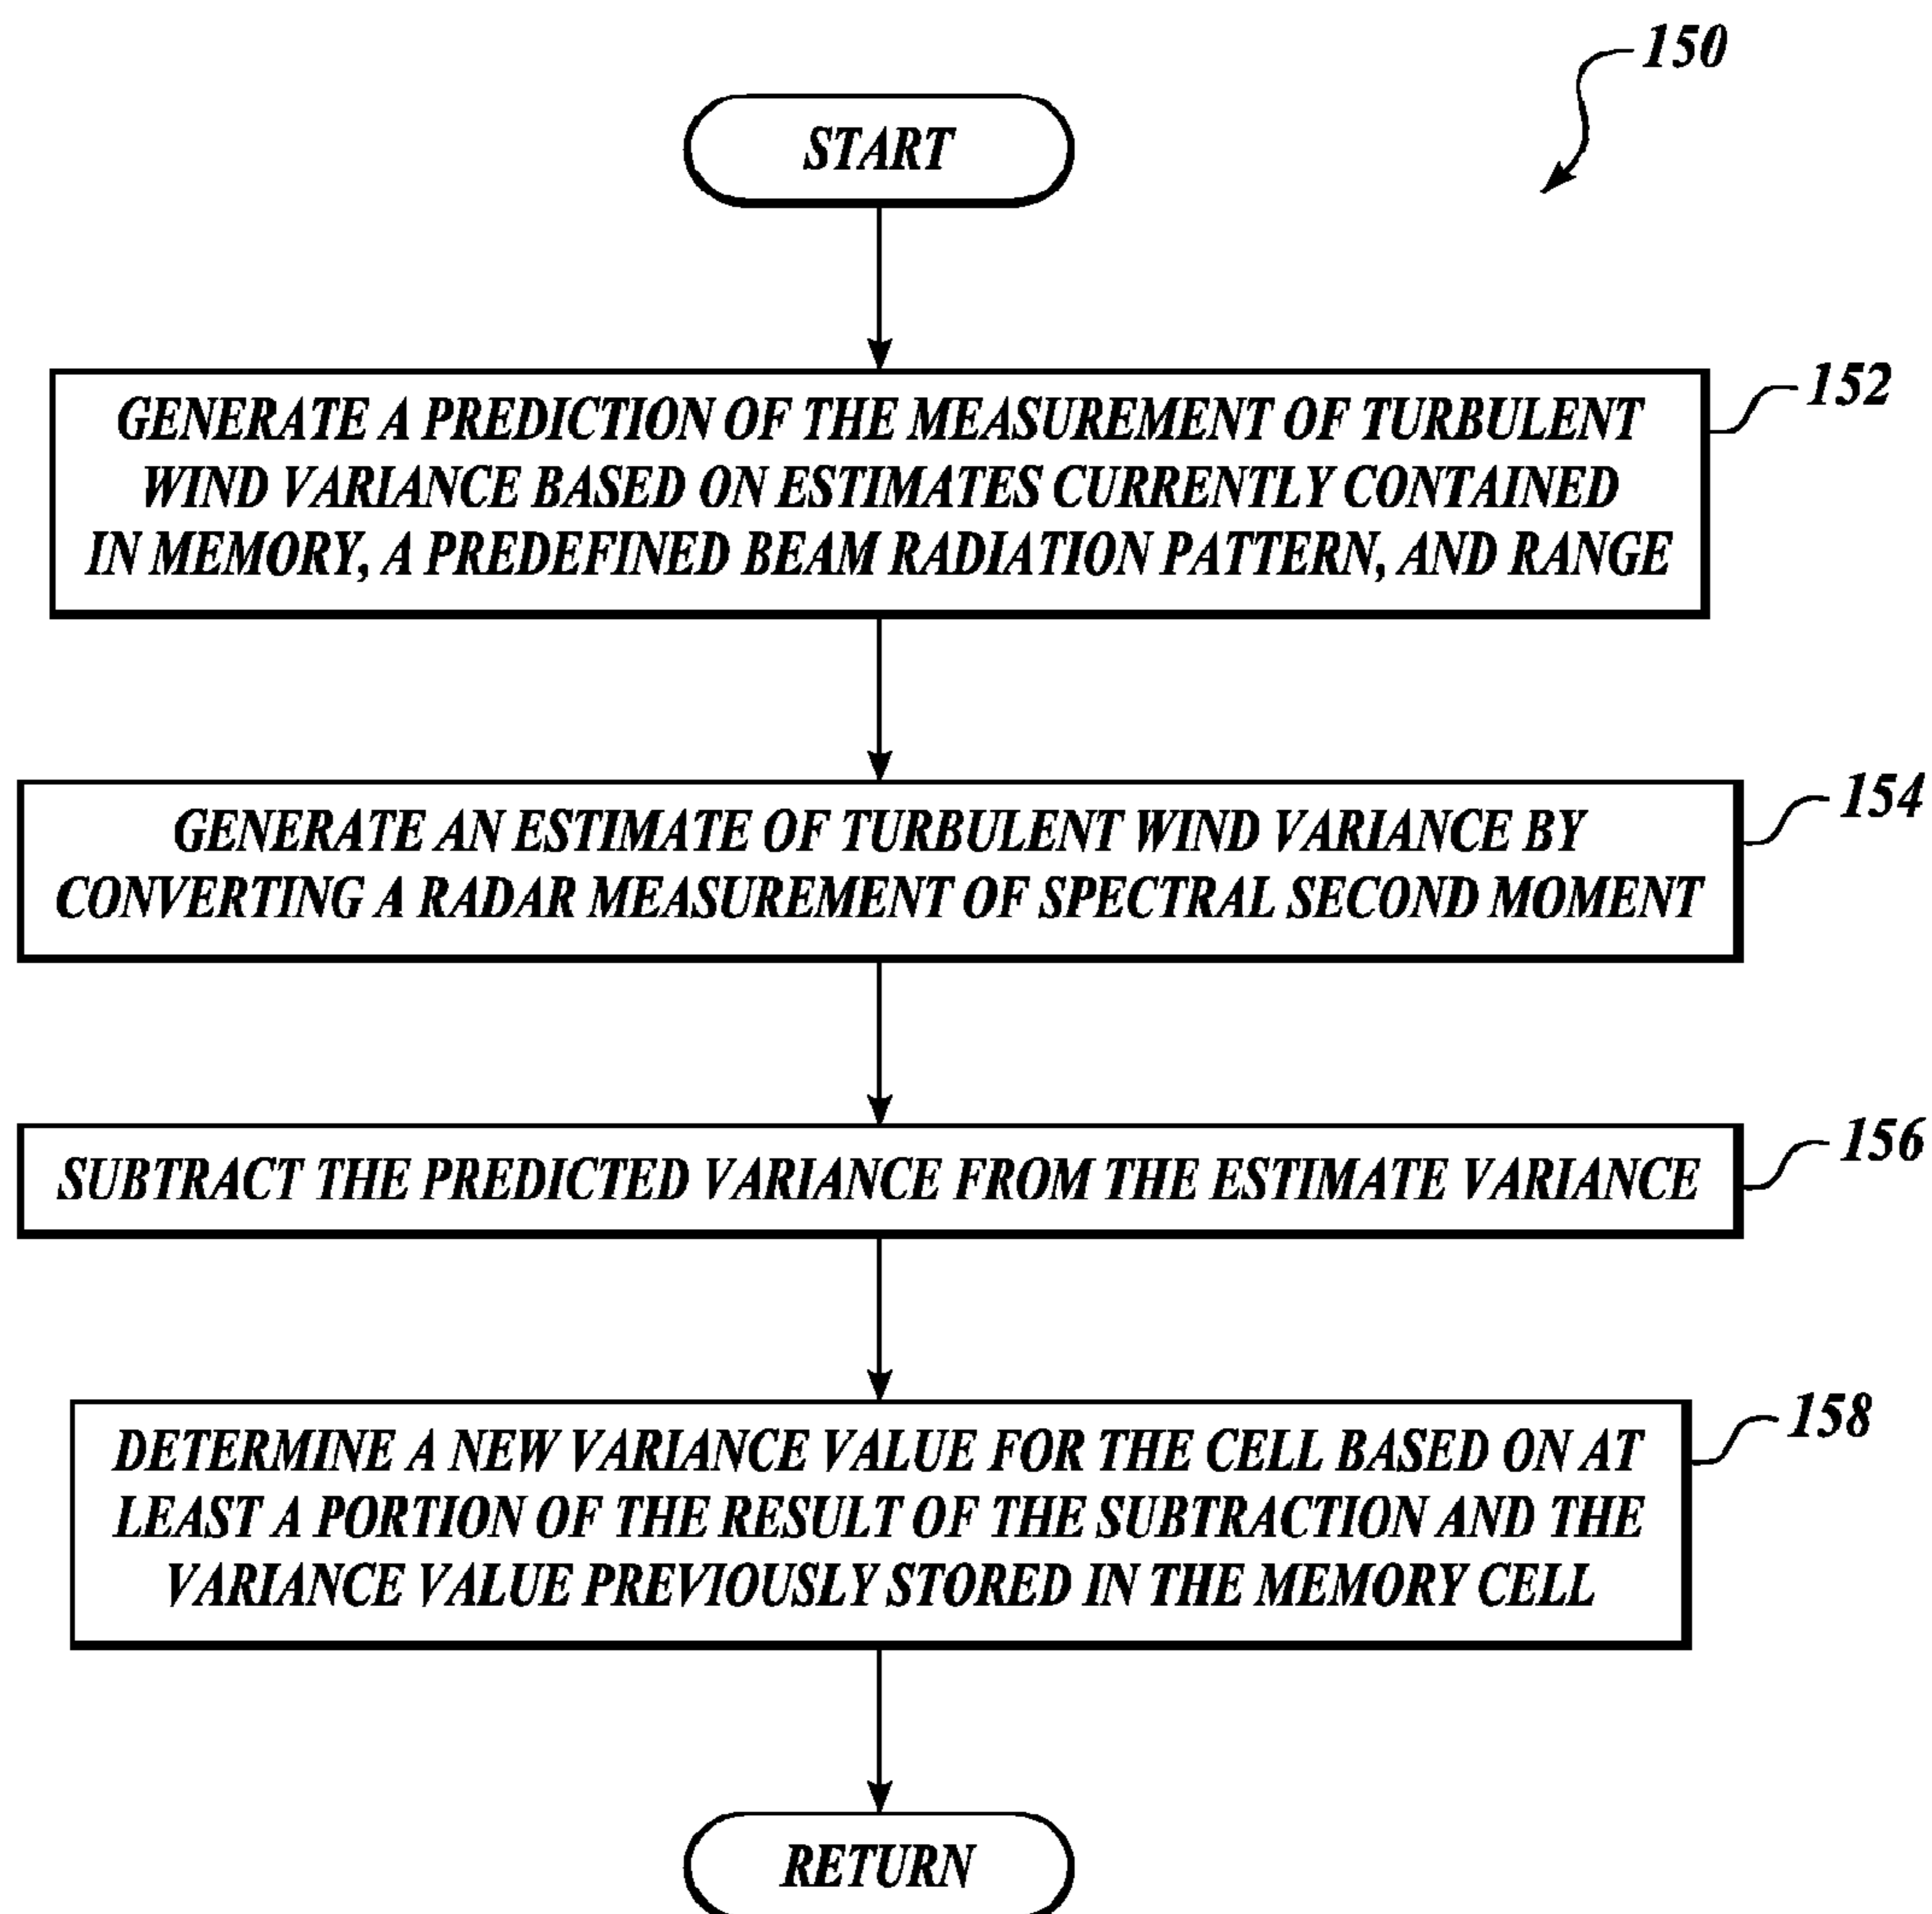 150
START
152
GENERATE A PREDICTION OF THE MEASUREMENT OF TURBULENT
WIND VARIANCE BASED ON ESTIMATES CURRENTLY CONTAINED
IN MEMORY, A PREDEFINED BEAM RADIATION PATTERN, AND RANGE
154
GENERATE AN ESTIMATE OF TURBULENT WIND VARIANCE BY
CONVERTING A RADAR MEASUREMENT OF SPECTRAL SECOND MOMENT
156
SUBTRACT THE PREDICTED VARIANCE FROM THE ESTIMATE VARIANCE
158
DETERMINE A NEW VARIANCE VALUE FOR THE CELL BASED ON AT
LEAST A PORTION OF THE RESULT OF THE SUBTRACTION AND THE
VARIANCE VALUE PREVIOUSLY STORED IN THE MEMORY CELL
RETURN